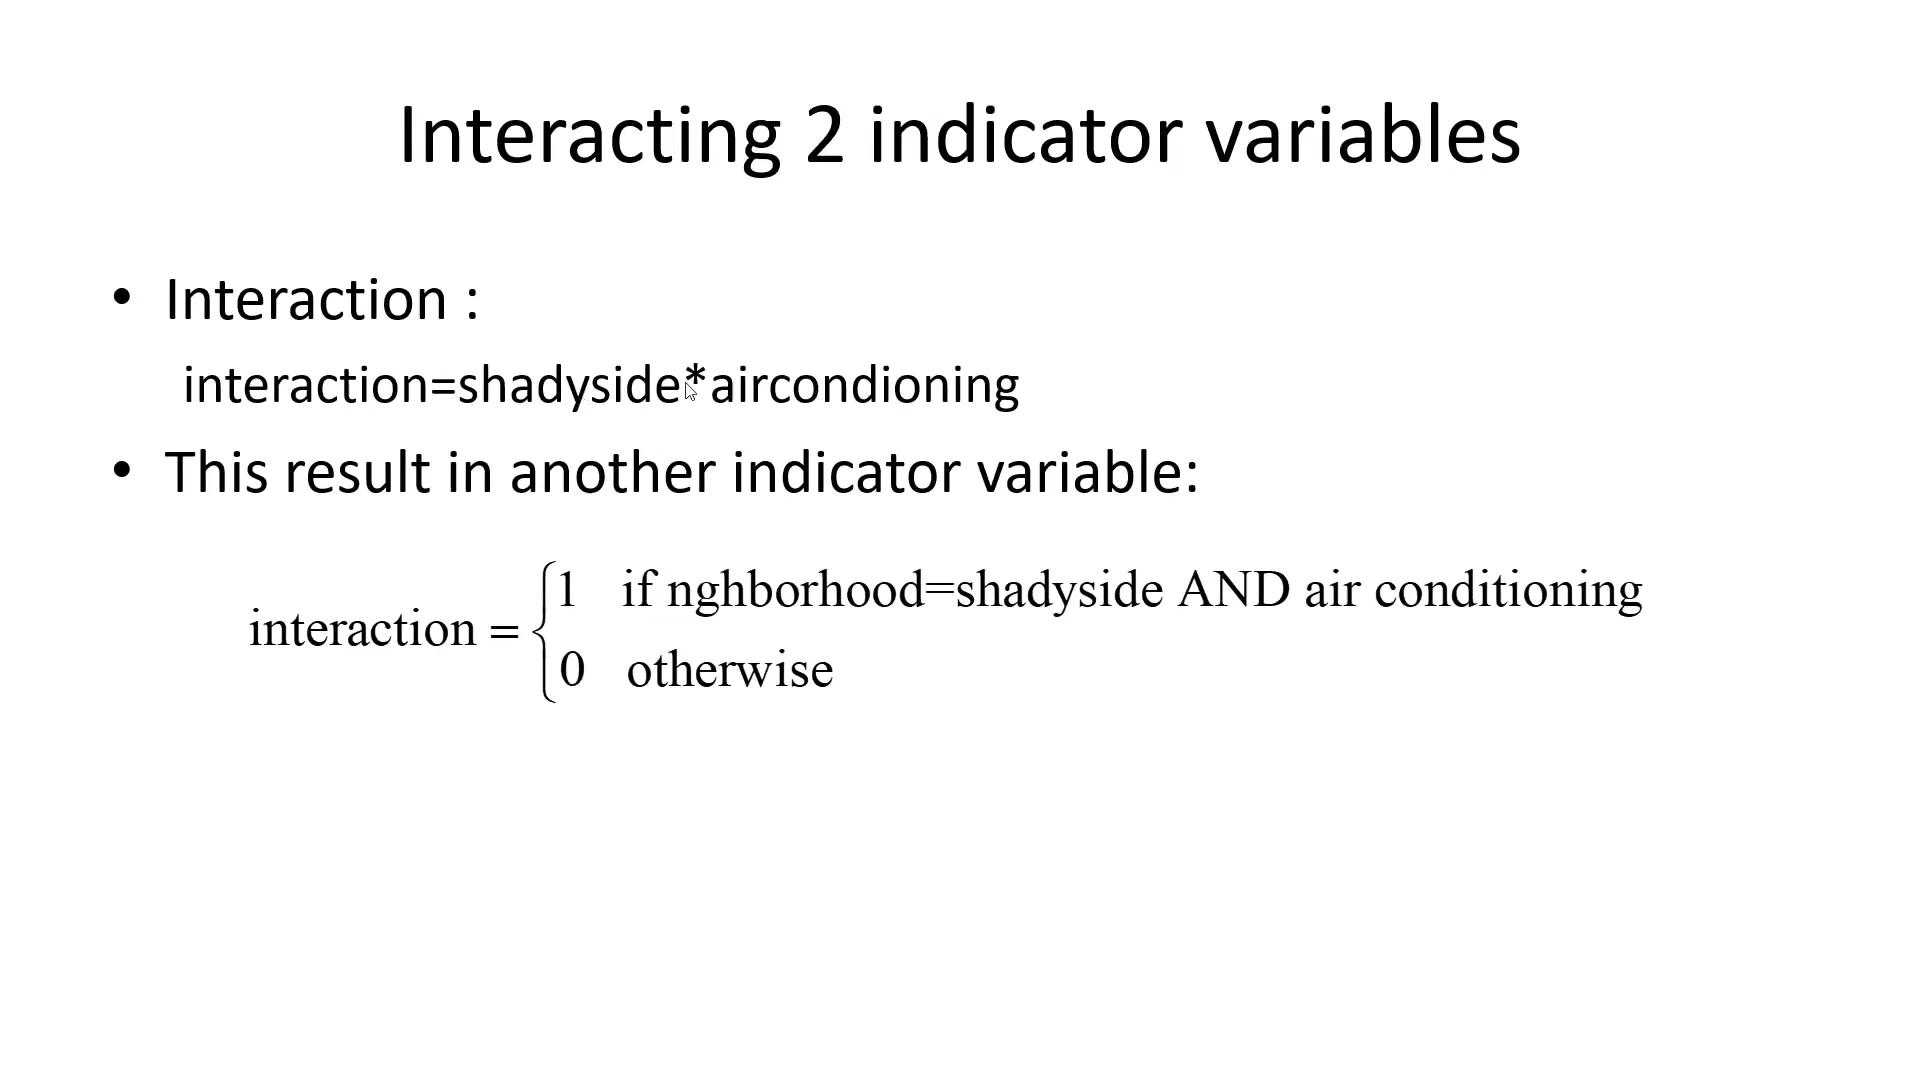 Interacting 2 indicator variables
• Interaction :
interaction=shadyside*aircondioning
• This result in another indicator variable:
interaction = { 1 if nghborhood=shadyside AND air conditioning
0 otherwise